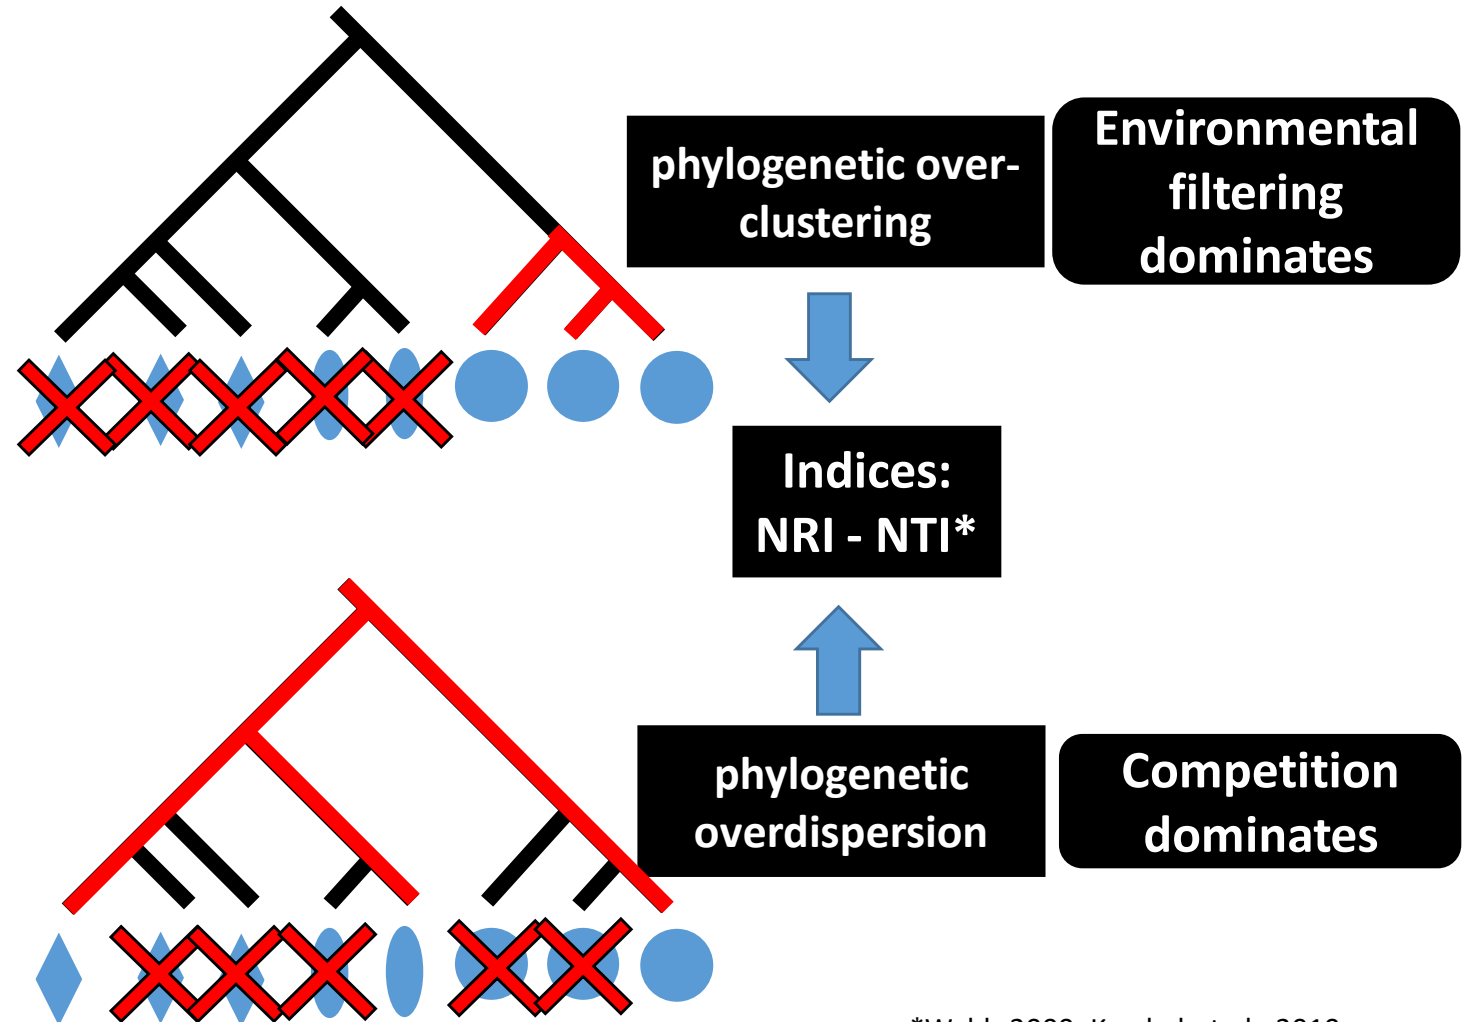 phylogenetic over-
clustering
Environmental
filtering
dominates
Indices:
NRI - NTI*
phylogenetic
overdispersion
Competition
dominates